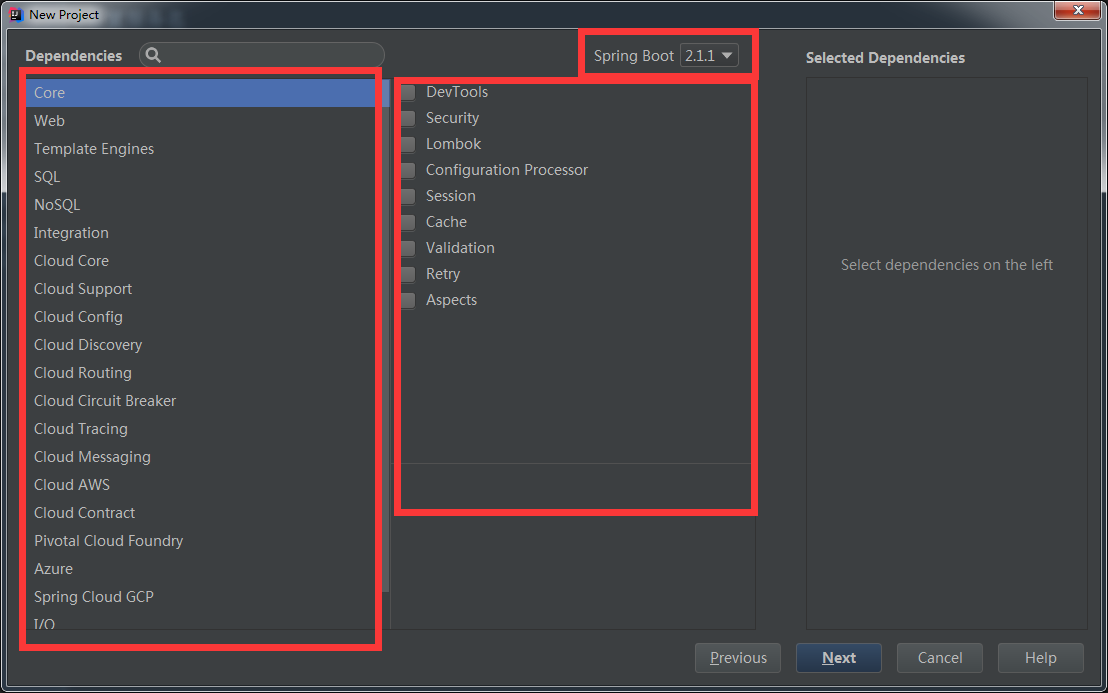 New Project
Dependencies
Spring Boot 2.1.1
Selected Dependencies
Core
Web
Template Engines
SQL
NoSQL
Integration
Cloud Core
Cloud Support
Cloud Config
Cloud Discovery
Cloud Routing
Cloud Circuit Breaker
Cloud Tracing
Cloud Messaging
Cloud AWS
Cloud Contract
Pivotal Cloud Foundry
Azure
Spring Cloud GCP
I/O
DevTools
Security
Lombok
Configuration Processor
Session
Cache
Validation
Retry
Aspects
Select dependencies on the left
Previous
Next
Cancel
Help